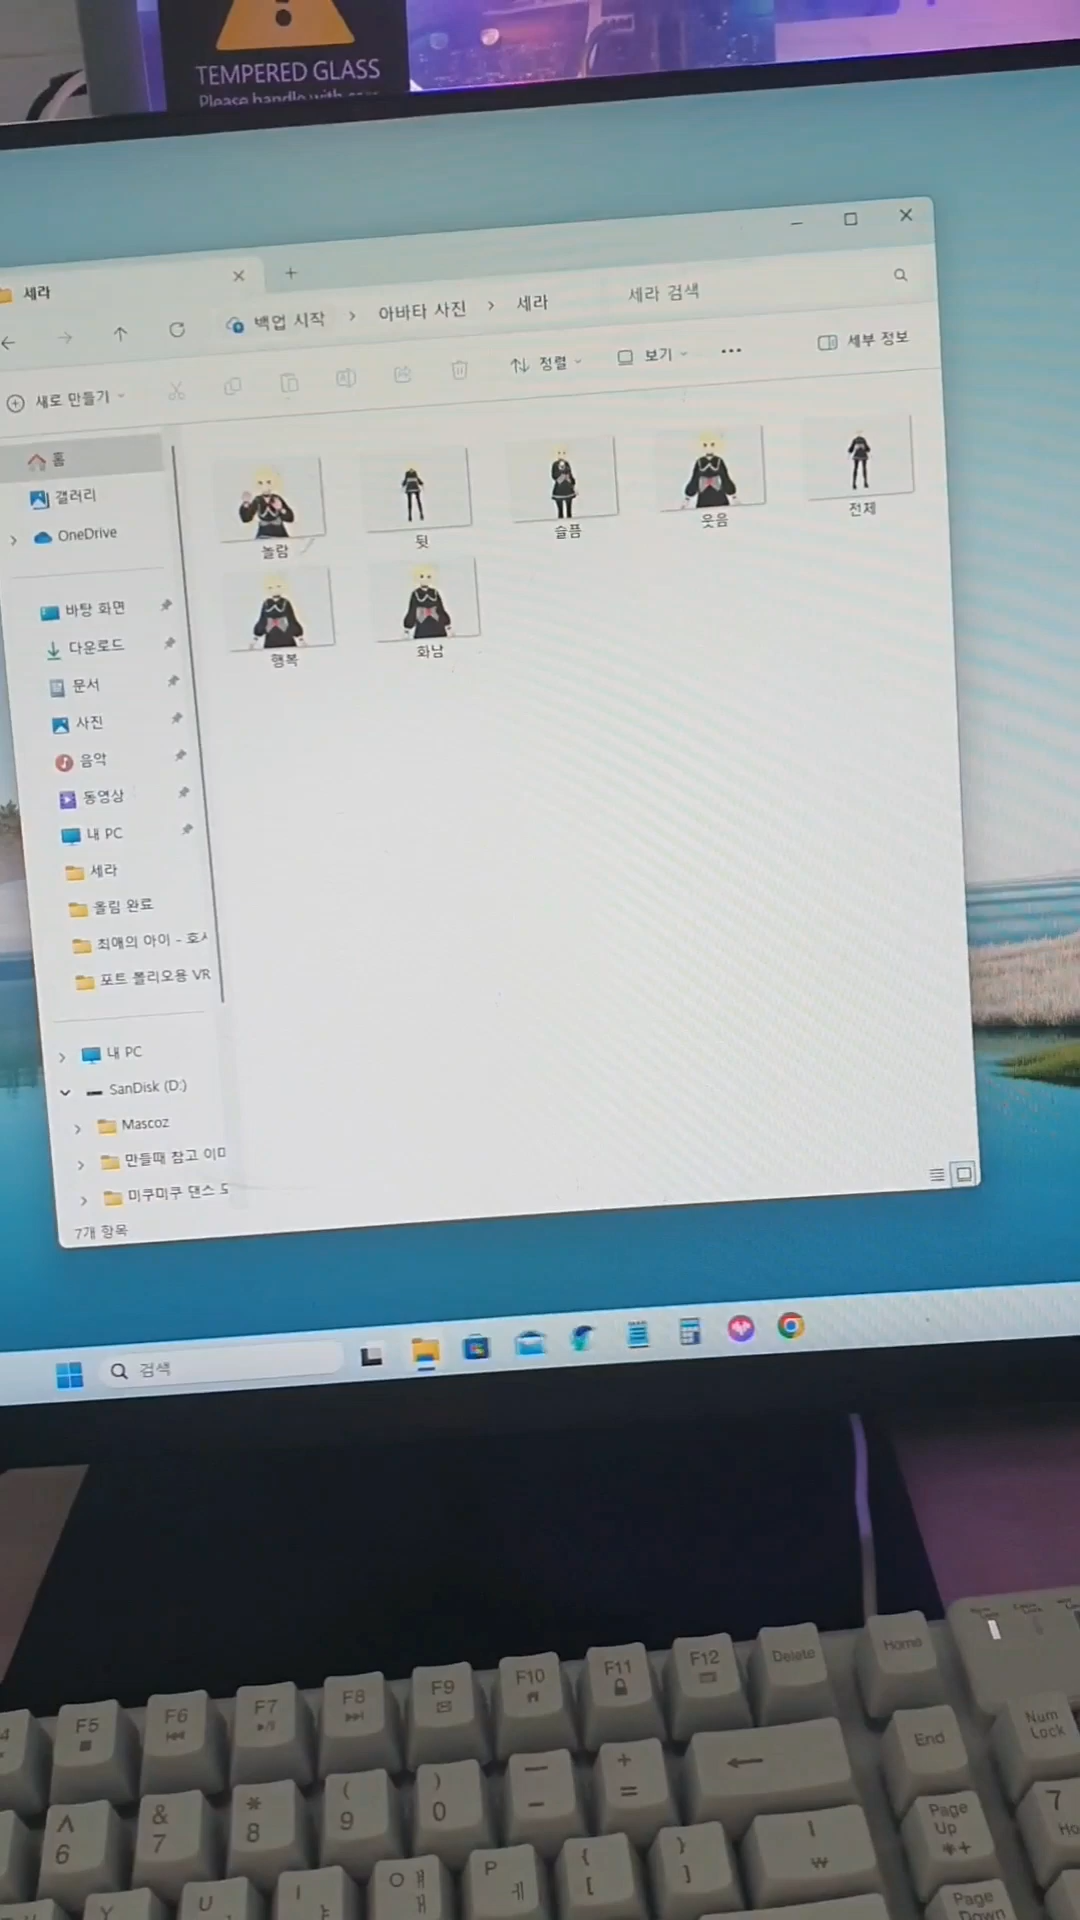 TEMPERED GLASS
Please handle with
세라
백업 시작 > 아바타 사진 > 세라
세라 검색
새로 만들기
정렬
보기
세부 정보
홈
갤러리
OneDrive
바탕 화면
다운로드
문서
사진
음악
동영상
내 PC
세라
올림 완료
최애의 아이 - 호시
포트 폴리오용 VR
내 PC
SanDisk (D:)
Mascoz
만들때 참고 이미
미쿠미쿠 댄스 도
7개 항목
놀람
뒷
슬픔
웃음
전체
행복
화남
검색
F5
F6
F7
F8
F9
F10
F11
F12
Delete
Home
^
6
&
7
*
8
(
9
)
0
—
-
+
=
←
End
Num
Lock
Y
U
I
ㅑ
O ㅒ
ㅐ
P
ㅔ
{
[
}
]
|
₩
Page
Up
Page
Down
7
Ho